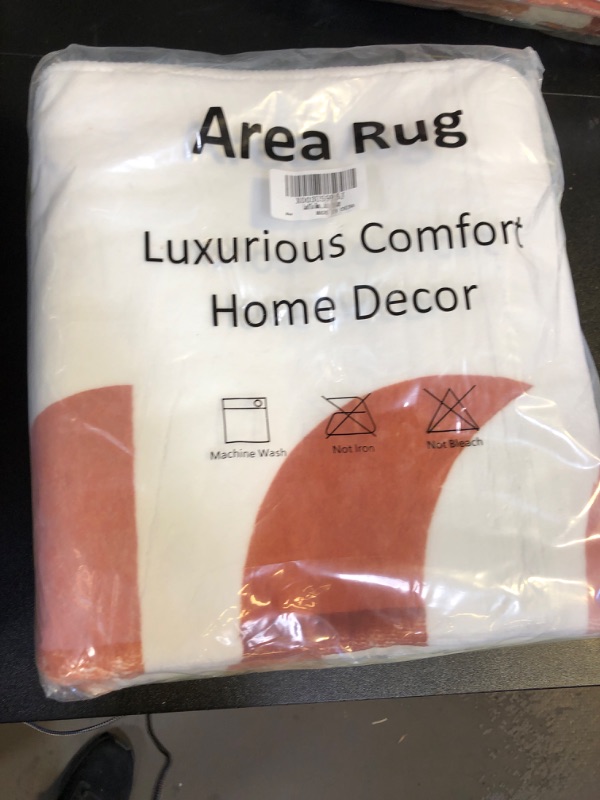 Area Rug
Luxurious Comfort
Home Decor
Machine Wash
Not Iron
Not Bleach